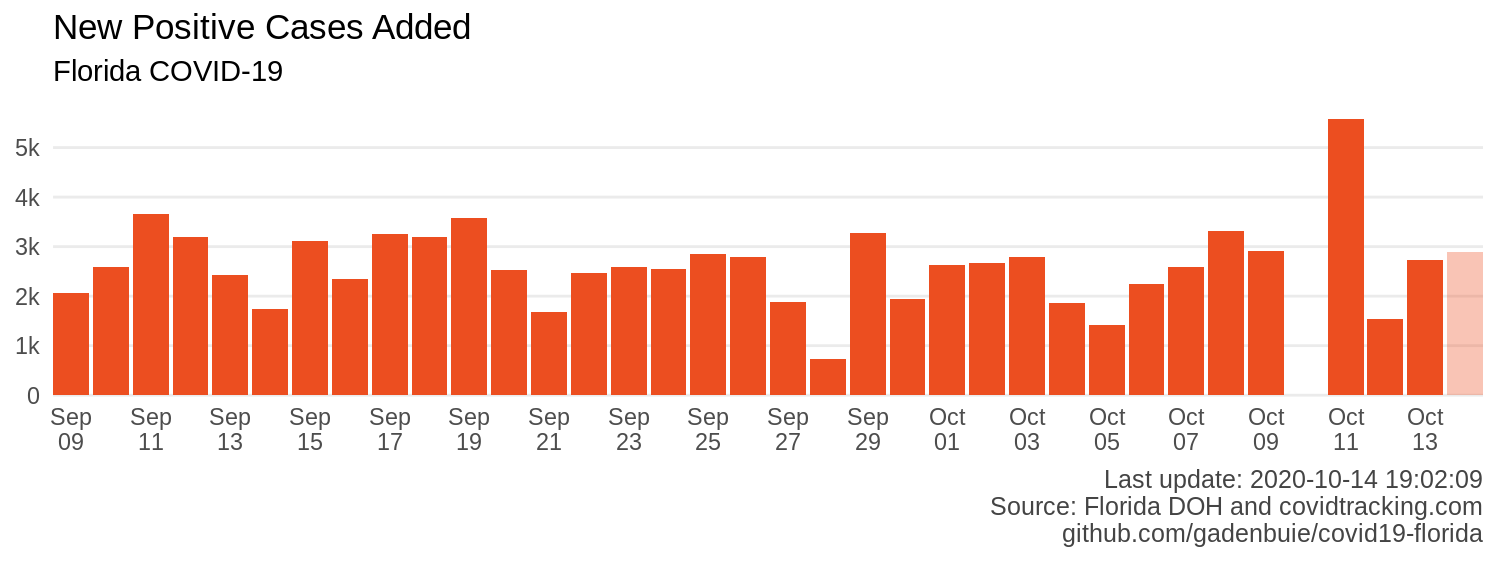 New Positive Cases Added
Florida COVID-19
5k
4k
3k
2k
1k
0
Sep Sep Sep Sep Sep Sep Sep Sep Sep Sep Sep Oct Oct Oct Oct Oct Oct Oct
09 11 13 15 17 19 21 23 25 27 29 01 03 05 07 09 11 13
Last update: 2020-10-14 19:02:09
Source: Florida DOH and covidtracking.com
github.com/gadenbuie/covid19-florida